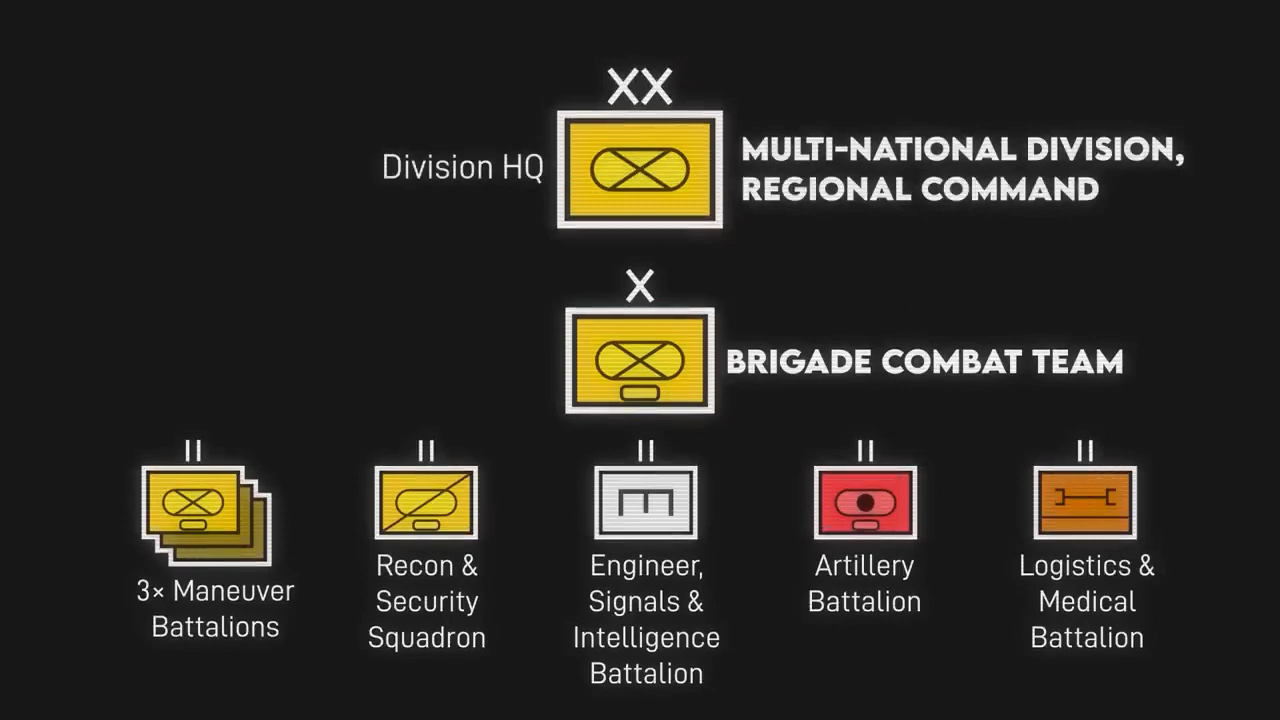 XX
Division HQ
MULTI-NATIONAL DIVISION,
REGIONAL COMMAND
X
BRIGADE COMBAT TEAM
II
II
II
II
II
3× Maneuver
Battalions
Recon &
Security
Squadron
Engineer,
Signals &
Intelligence
Battalion
Artillery
Battalion
Logistics &
Medical
Battalion